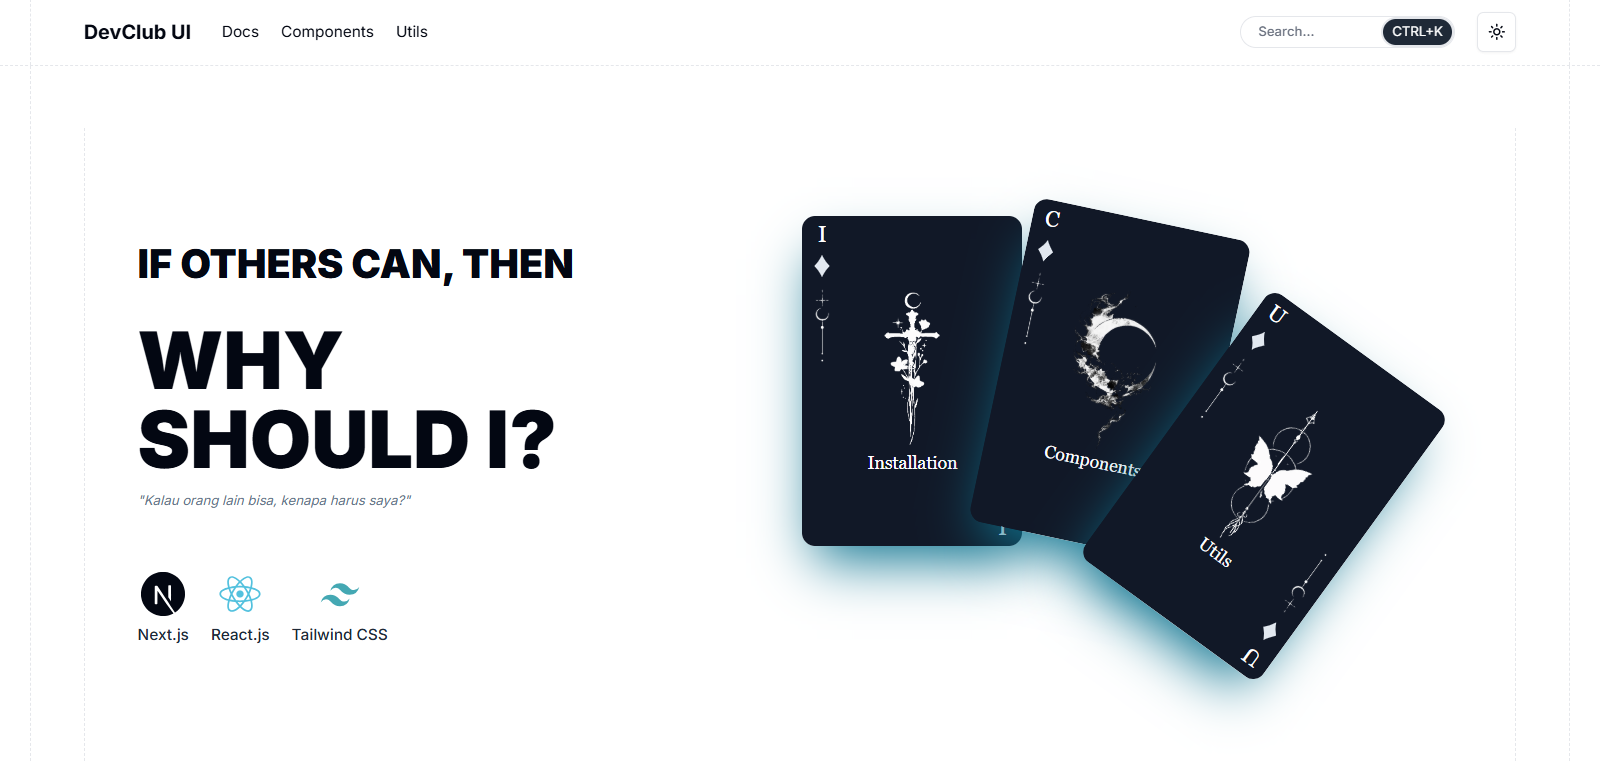 DevClub UI
Docs
Components
Utils
Search...
CTRL+K
IF OTHERS CAN, THEN
WHY
SHOULD I?
"Kalau orang lain bisa, kenapa harus saya?"
Next.js
React.js
Tailwind CSS
I
Installation
I
C
Components
U
Utils
U